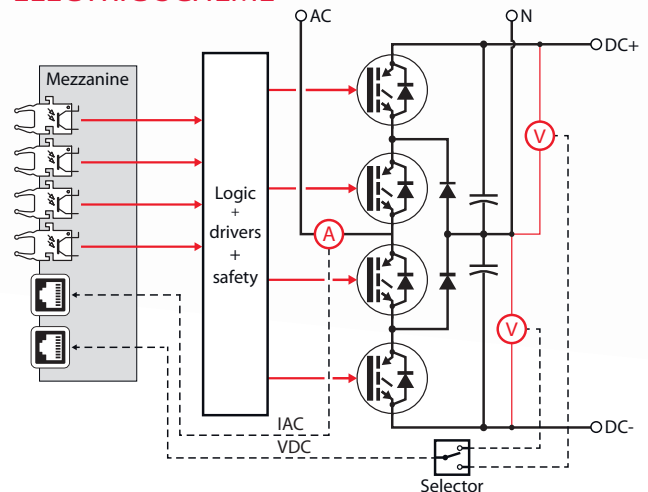 AC
N
DC+
Mezzanine
V
Logic
+
drivers
+
safety
A
V
IAC
VDC
DC-
Selector